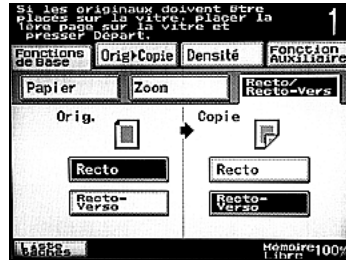 Si les originaux doivent être
placés sur la vitre, placer la
1ère page sur la vitre et
presser Départ.
1
Fonctions
de Base
Orig▸Copie
Densité
Fonction
Auxiliaire
Papier
Zoom
Recto/
Recto-Vers
Orig.
Copie
Recto
Recto
Recto-
Verso
Recto-
Verso
Liste
tâches
Mémoire 100%
Libre